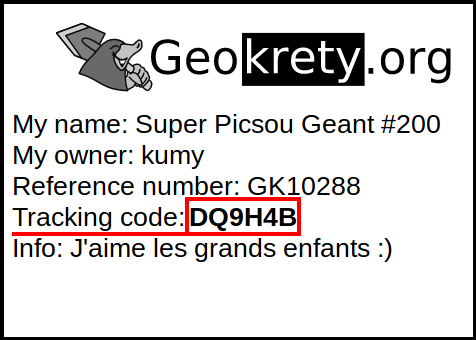 Geokrety.org
My name: Super Picsou Geant #200
My owner: kumy
Reference number: GK10288
Tracking code: DQ9H4B
Info: J'aime les grands enfants :)